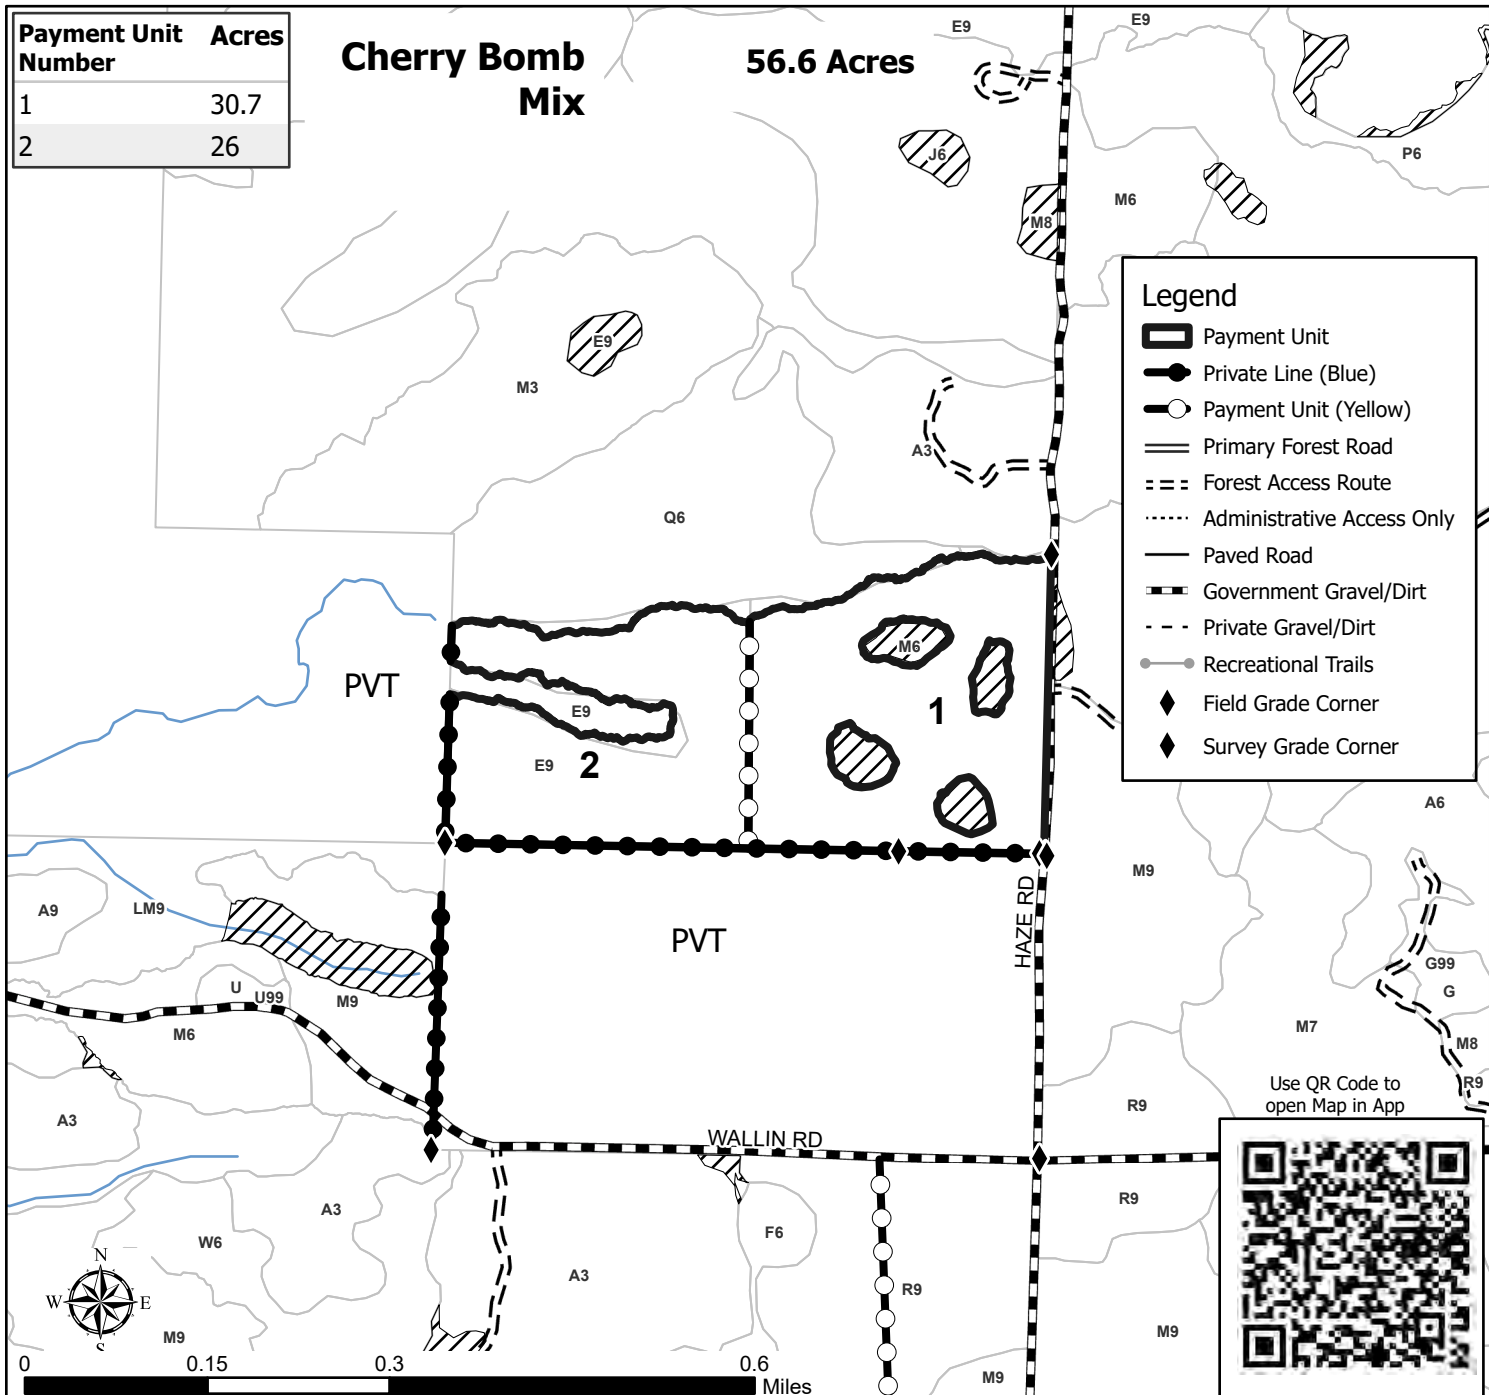 Payment Unit Number Acres
1 30.7
2 26
Cherry Bomb
Mix
56.6 Acres
E9
E9
J6
P6
M6
M8
E9
M3
A3
Q6
Legend
Payment Unit
Private Line (Blue)
Payment Unit (Yellow)
Primary Forest Road
Forest Access Route
Administrative Access Only
Paved Road
Government Gravel/Dirt
Private Gravel/Dirt
Recreational Trails
Field Grade Corner
Survey Grade Corner
M6
PVT
E9
1
E9
2
A6
HAZE RD
M9
A9
LM9
PVT
G99
G
U
U99
M9
M6
M7
M8
R9
A3
Use QR Code to
open Map in App
R9
WALLIN RD
R9
A3
W6
F6
A3
R9
M9
M9
M9
N
W E
S
0 0.15 0.3 0.6
Miles